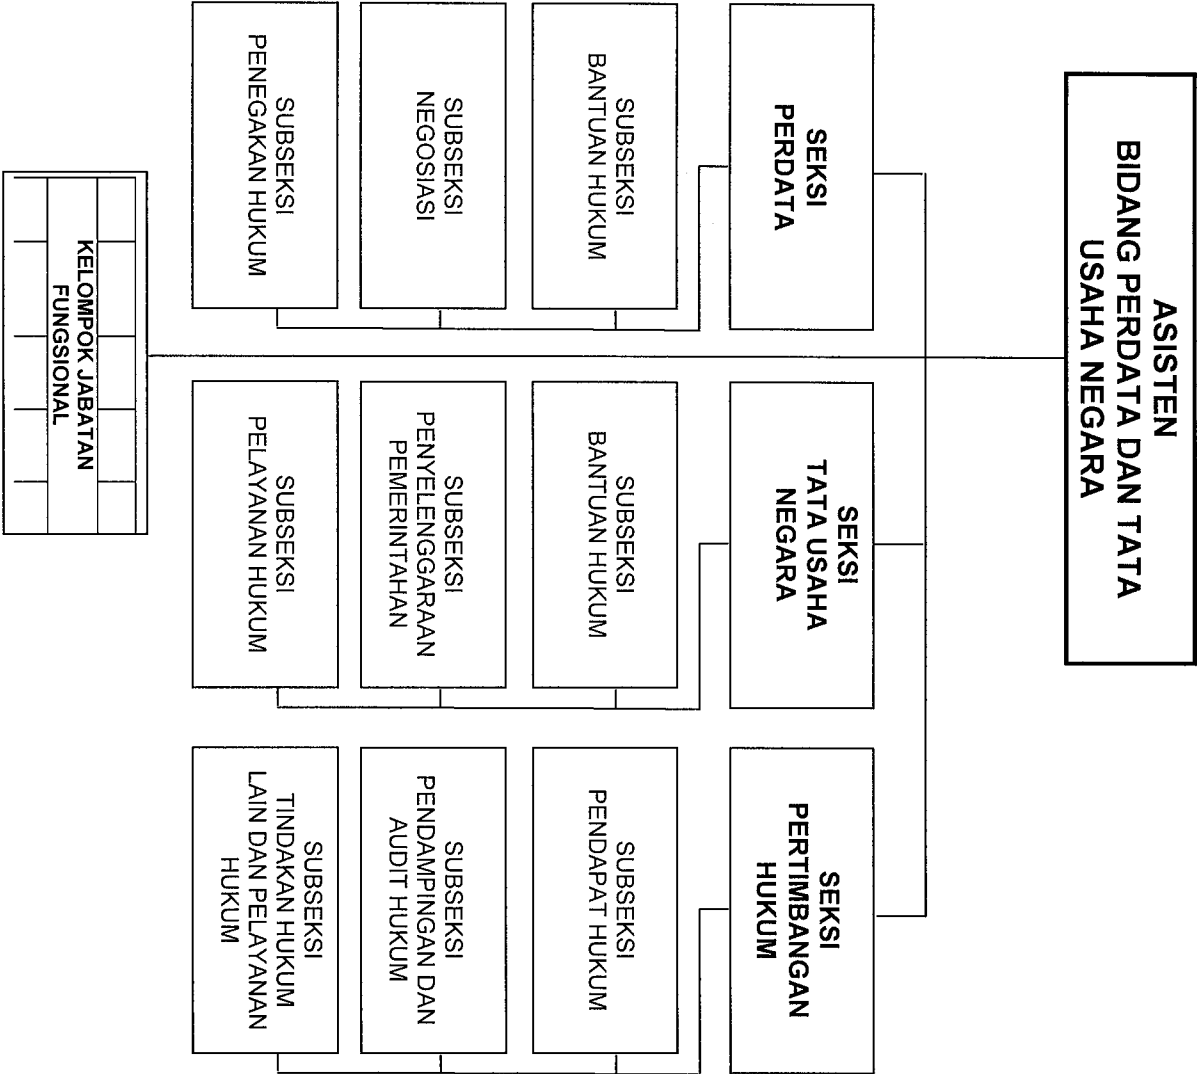 ASISTEN
BIDANG PERDATA DAN TATA
USAHA NEGARA
SEKSI
PERDATA
SEKSI
TATA USAHA
NEGARA
SEKSI
PERTIMBANGAN
HUKUM
SUBSEKSI
BANTUAN HUKUM
SUBSEKSI
BANTUAN HUKUM
SUBSEKSI
PENDAPAT HUKUM
SUBSEKSI
NEGOSIASI
SUBSEKSI
PENYELENGGARAAN
PEMERINTAHAN
SUBSEKSI
PENDAMPINGAN DAN
AUDIT HUKUM
SUBSEKSI
PENEGAKAN HUKUM
SUBSEKSI
PELAYANAN HUKUM
SUBSEKSI
TINDAKAN HUKUM
LAIN DAN PELAYANAN
HUKUM
KELOMPOK JABATAN
FUNGSIONAL